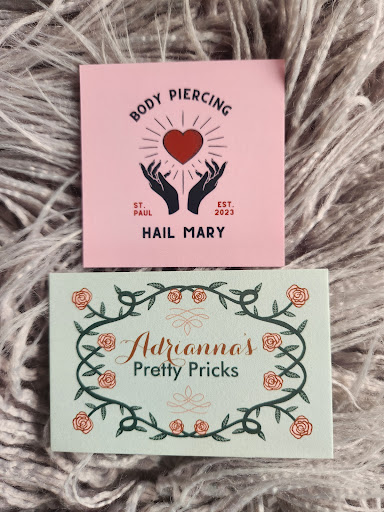 BODY PIERCING
ST. PAUL
EST. 2023
HAIL MARY
Adrianna's
Pretty Pricks